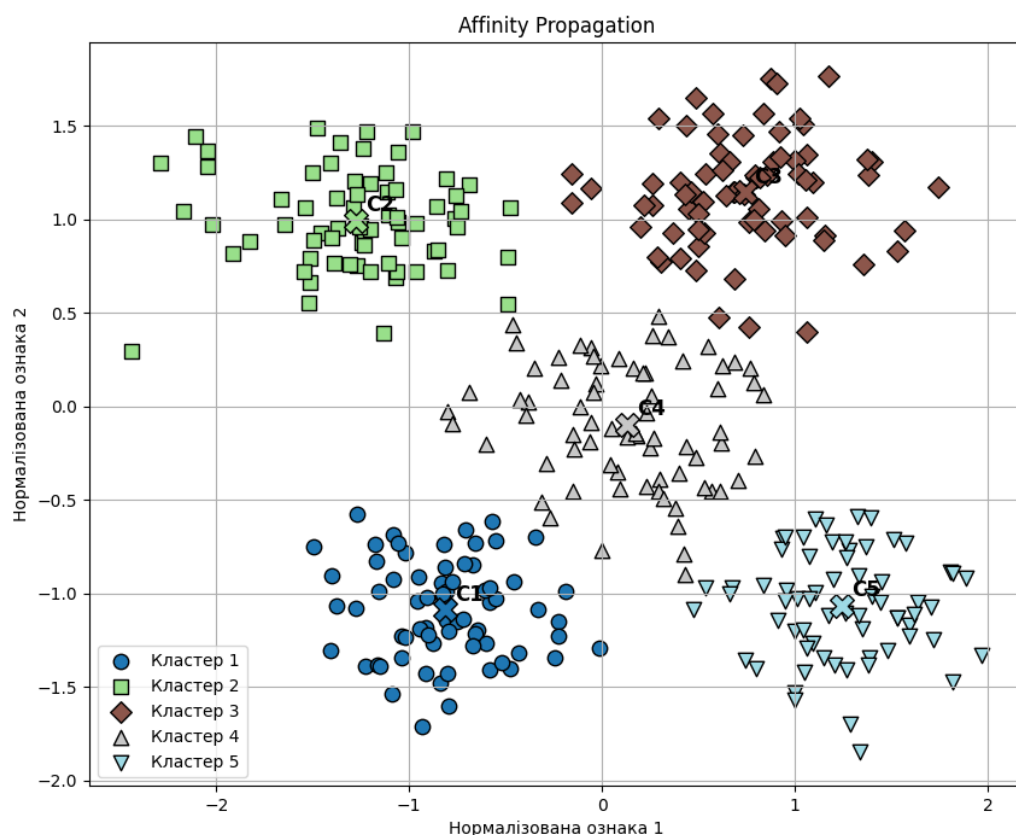 Affinity Propagation
Нормалізована ознака 2
1.5
1.0
0.5
0.0
−0.5
−1.0
−1.5
−2.0
C2
C3
C4
C1
C5
Кластер 1
Кластер 2
Кластер 3
Кластер 4
Кластер 5
−2
−1
0
1
2
Нормалізована ознака 1